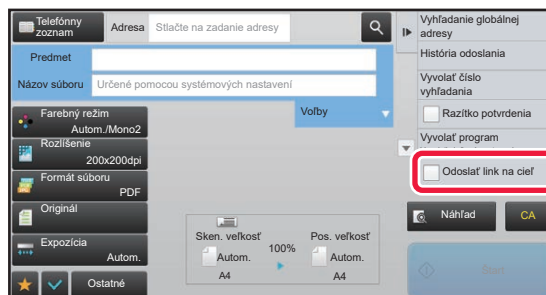 Telefónny
zoznam
Adresa
Stlačte na zadanie adresy
Predmet
Názov súboru
Určené pomocou systémových nastavení
Voľby
Farebný režim
Autom./Mono2
Rozlíšenie
200x200dpi
Formát súboru
PDF
Originál
Expozícia
Autom.
Ostatné
Sken. veľkosť
Autom.
A4
100%
Pos. veľkosť
Autom.
A4
Vyhľadanie globálnej
adresy
História odoslania
Vyvolať číslo
vyhľadania
Razítko potvrdenia
Vyvolať program
Odoslať link na cieľ
Náhľad
CA
Štart